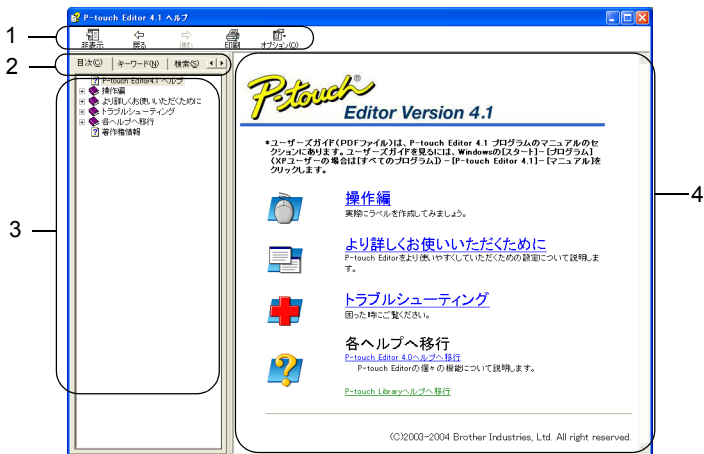 P-touch Editor 4.1 ヘルプ
1
非表示 戻る 進む 印刷 オプション(O)
2
目次(C) キーワード(N) 検索(S)
P-touch Editor4.1 ヘルプ
操作編
より詳しくお使いいただくために
トラブルシューティング
各ヘルプへ移行
著作権情報
3
4
P-touch®
Editor Version 4.1
*ユーザーズガイド(PDFファイル)は、P-touch Editor 4.1 プログラムのマニュアルのセ
クションにあります。ユーザーズガイドを見るには、Windowsの[スタート]-[プログラム]
(XPユーザーの場合は[すべてのプログラム])-[P-touch Editor 4.1]-[マニュアル]を
クリックします。
操作編
実際にラベルを作成してみましょう。
より詳しくお使いいただくために
P-touch Editorをより使いやすくしていただくための設定について説明しま
す。
トラブルシューティング
困った時にご覧ください。
各ヘルプへ移行
P-touch Editor 4.0ヘルプへ移行
P-touch Editorの個々の機能について説明します。
P-touch Libraryヘルプへ移行
(C)2003-2004 Brother Industries, Ltd. All right reserved.